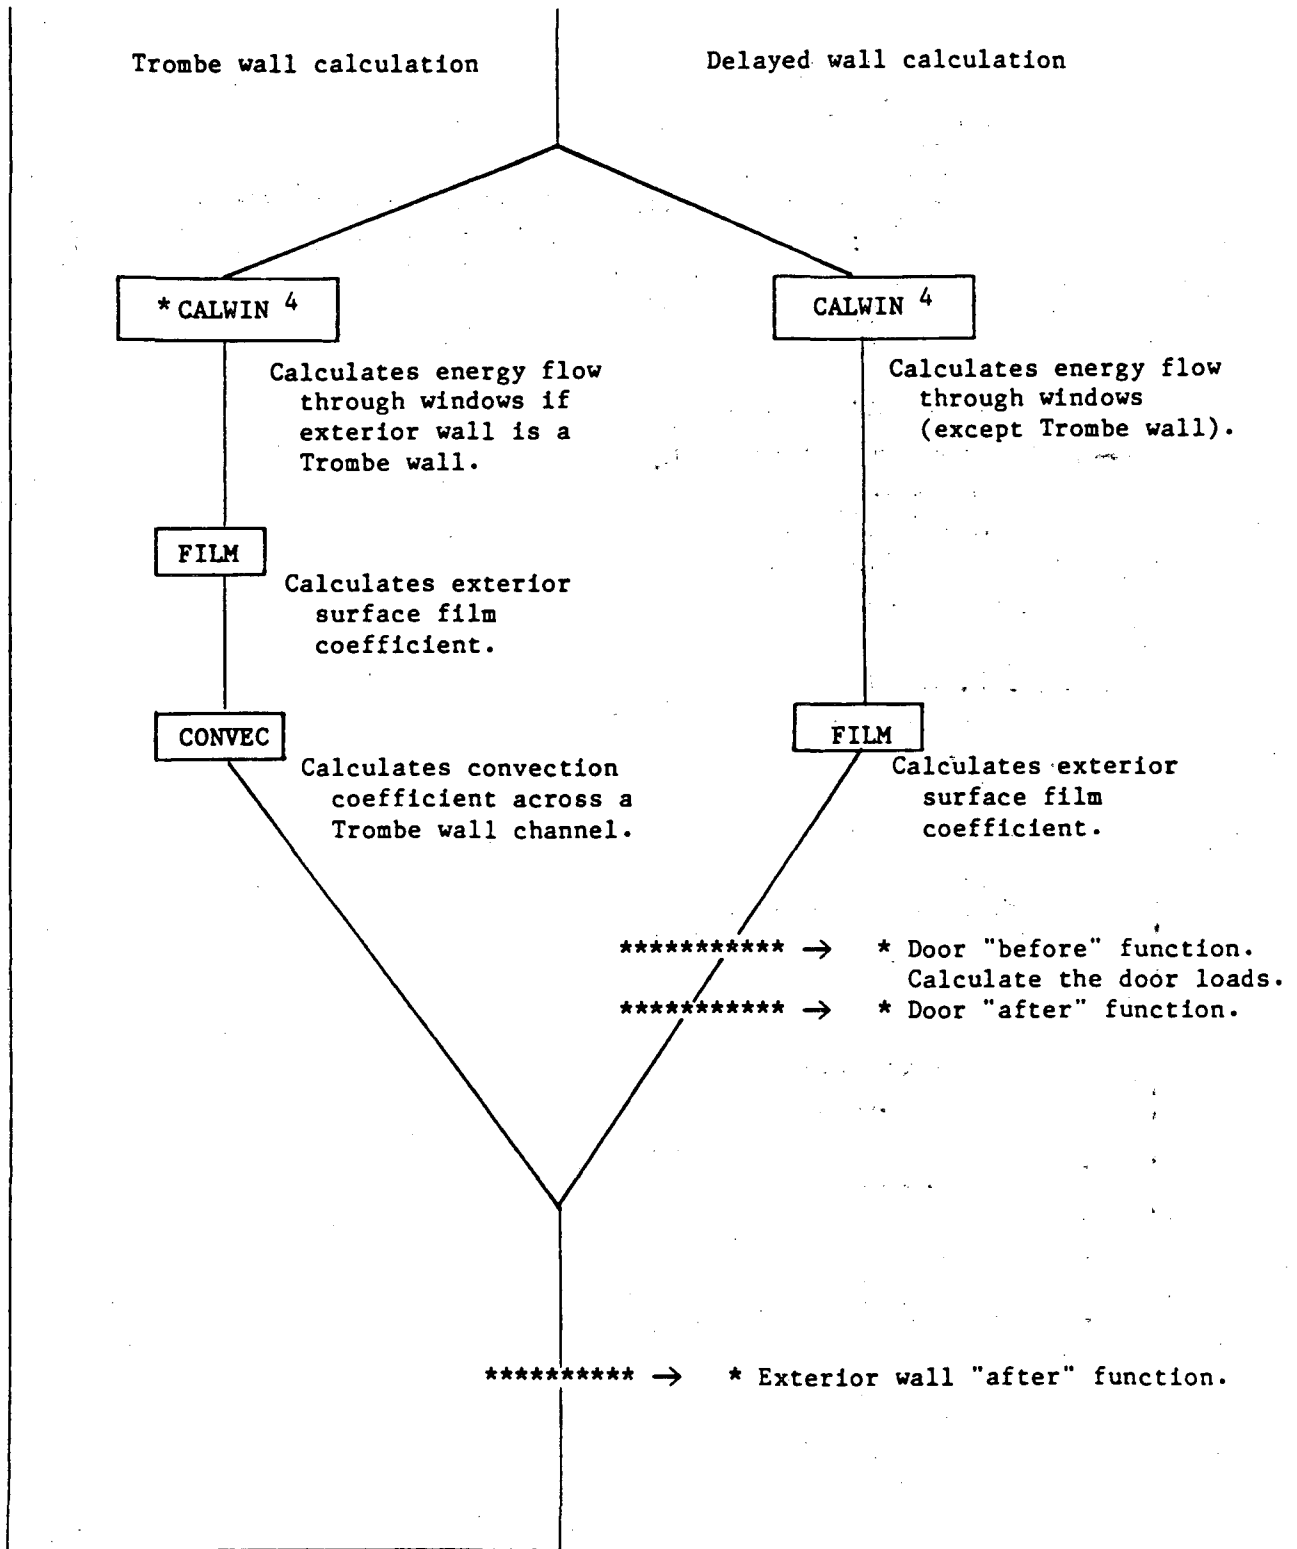 Trombe wall calculation
Delayed wall calculation
* CALWIN 4
Calculates energy flow
through windows if
exterior wall is a
Trombe wall.
FILM
Calculates exterior
surface film
coefficient.
CONVEC
Calculates convection
coefficient across a
Trombe wall channel.
CALWIN 4
Calculates energy flow
through windows
(except Trombe wall).
FILM
Calculates exterior
surface film
coefficient.
*********** → * Door "before" function.
Calculate the door loads.
*********** → * Door "after" function.
********** → * Exterior wall "after" function.